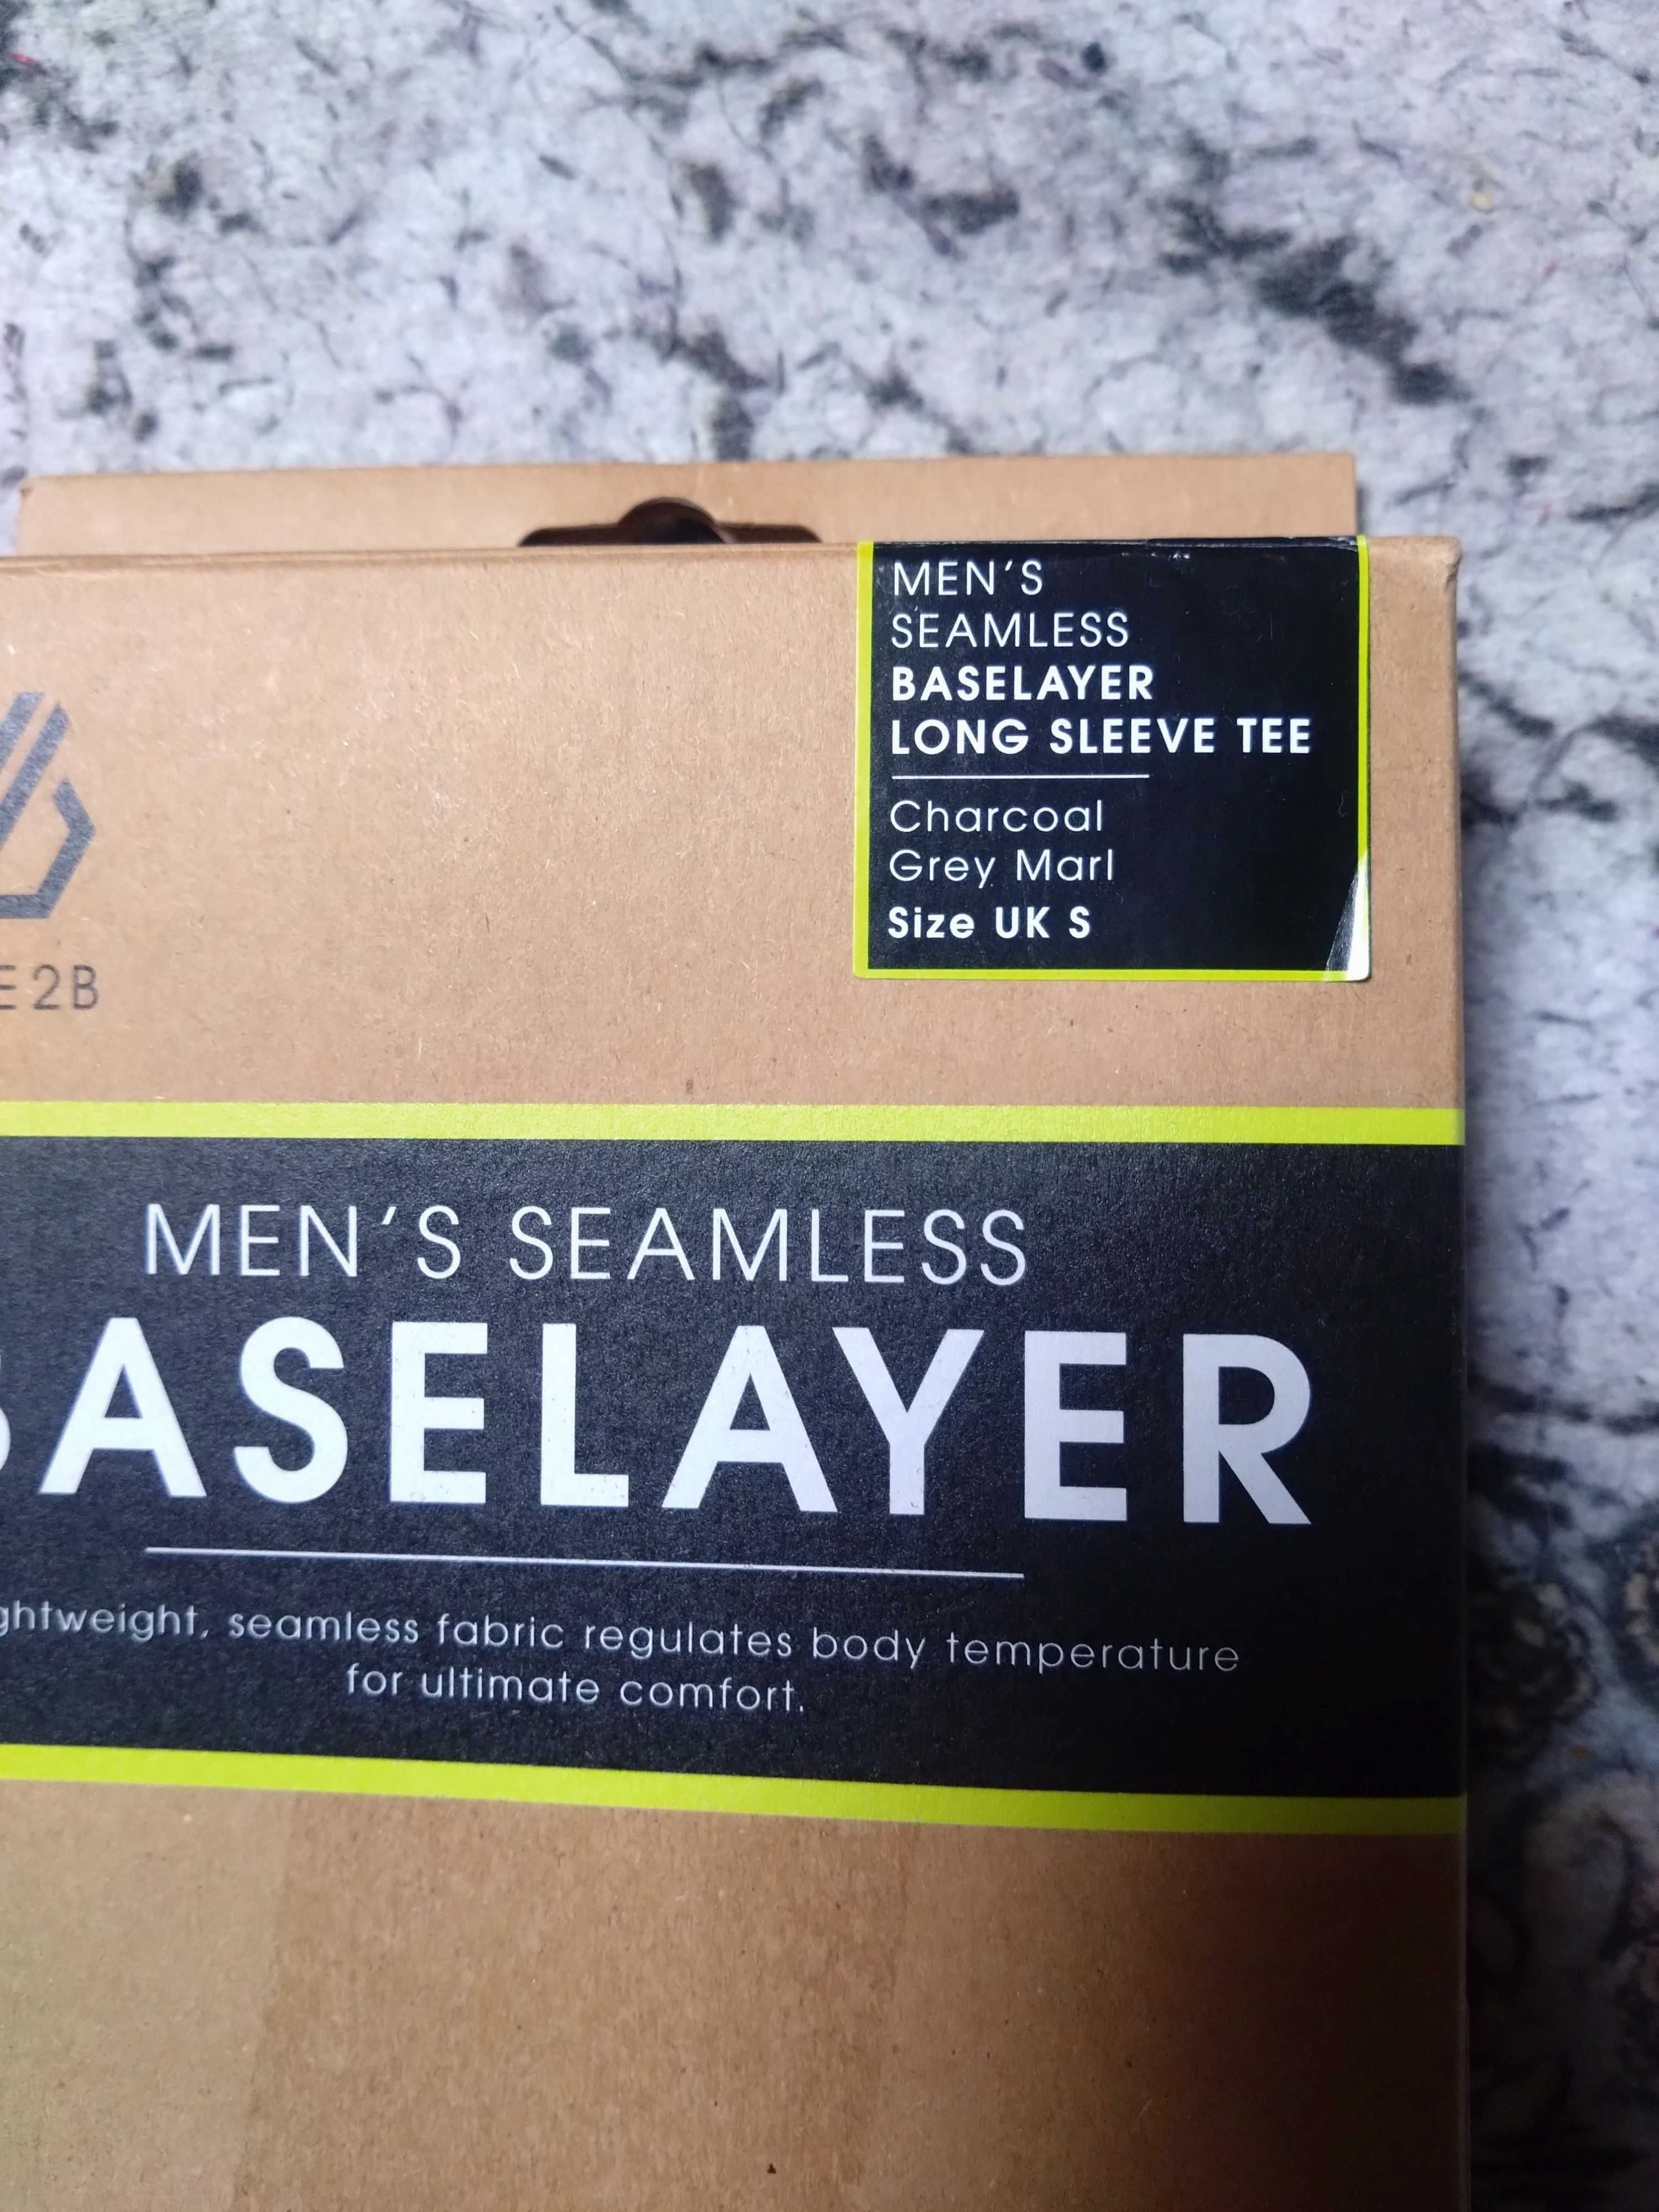 MEN'S
SEAMLESS
BASELAYER
LONG SLEEVE TEE
Charcoal
Grey Marl
Size UK S
E2B
MEN'S SEAMLESS
BASELAYER
ghtweight, seamless fabric regulates body temperature
for ultimate comfort.